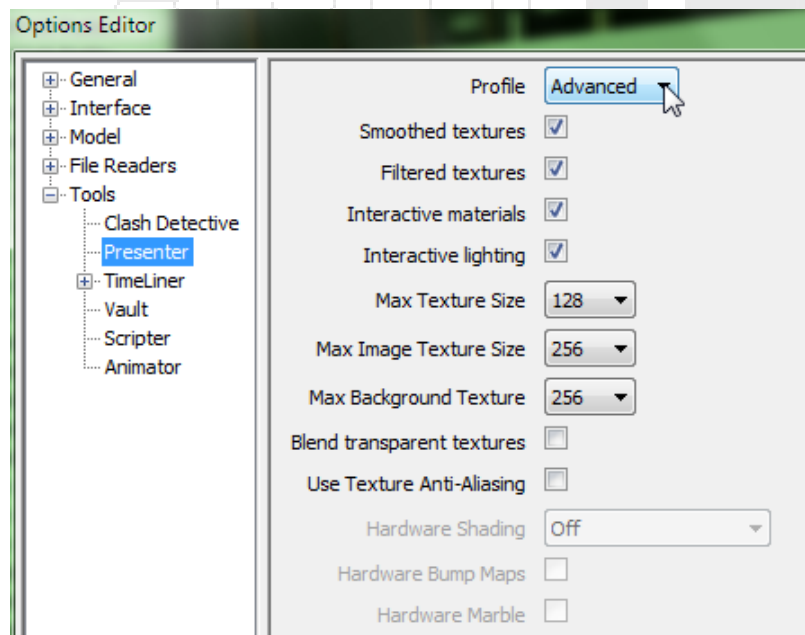 Options Editor
General
Interface
Model
File Readers
Tools
Clash Detective
Presenter
TimeLiner
Vault
Scripter
Animator
Profile Advanced
Smoothed textures
Filtered textures
Interactive materials
Interactive lighting
Max Texture Size 128
Max Image Texture Size 256
Max Background Texture 256
Blend transparent textures
Use Texture Anti-Aliasing
Hardware Shading Off
Hardware Bump Maps
Hardware Marble